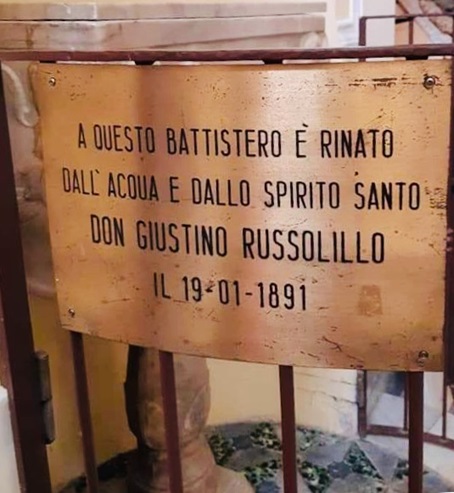 A QUESTO BATTISTERO È RINATO
DALL' ACQUA E DALLO SPIRITO SANTO
DON GIUSTINO RUSSOLILLO
IL 19-01-1891